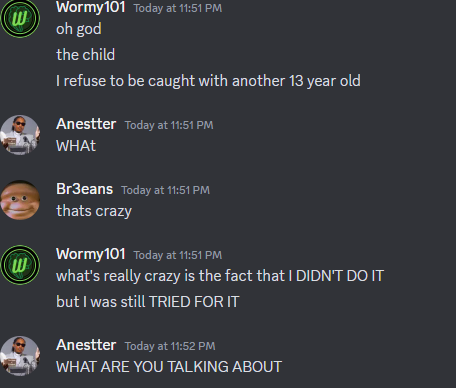 Wormy101 Today at 11:51 PM
oh god
the child
I refuse to be caught with another 13 year old
Anestter Today at 11:51 PM
WHAt
Br3eans Today at 11:51 PM
thats crazy
Wormy101 Today at 11:51 PM
what's really crazy is the fact that I DIDN'T DO IT
but I was still TRIED FOR IT
Anestter Today at 11:52 PM
WHAT ARE YOU TALKING ABOUT